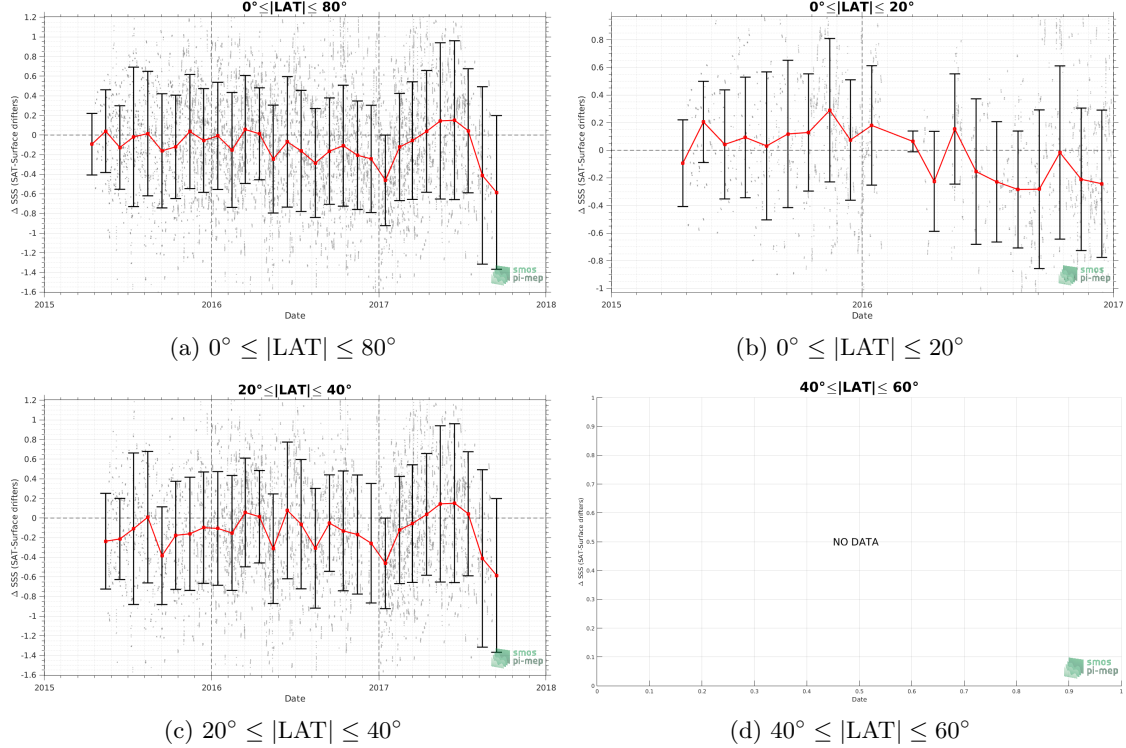 0°≤|LAT|≤ 80°
1.2
1
0.8
0.6
0.4
0.2
0
-0.2
-0.4
-0.6
-0.8
-1
-1.2
-1.4
-1.6
Δ SSS (SAT-Surface drifters)
2015
2016
2017
2018
Date
smos
pi-mep
(a) 0° ≤ |LAT| ≤ 80°
0°≤|LAT|≤ 20°
0.8
0.6
0.4
0.2
0
-0.2
-0.4
-0.6
-0.8
-1
Δ SSS (SAT-Surface drifters)
2015
2016
2017
Date
smos
pi-mep
(b) 0° ≤ |LAT| ≤ 20°
20°≤|LAT|≤ 40°
1.2
1
0.8
0.6
0.4
0.2
0
-0.2
-0.4
-0.6
-0.8
-1
-1.2
-1.4
-1.6
Δ SSS (SAT-Surface drifters)
2015
2016
2017
2018
Date
smos
pi-mep
(c) 20° ≤ |LAT| ≤ 40°
40°≤|LAT|≤ 60°
1
0.9
0.8
0.7
0.6
0.5
0.4
0.3
0.2
0.1
0
Δ SSS (SAT-Surface drifters)
NO DATA
0
0.1
0.2
0.3
0.4
0.5
0.6
0.7
0.8
0.9
1
Date
smos
pi-mep
(d) 40° ≤ |LAT| ≤ 60°